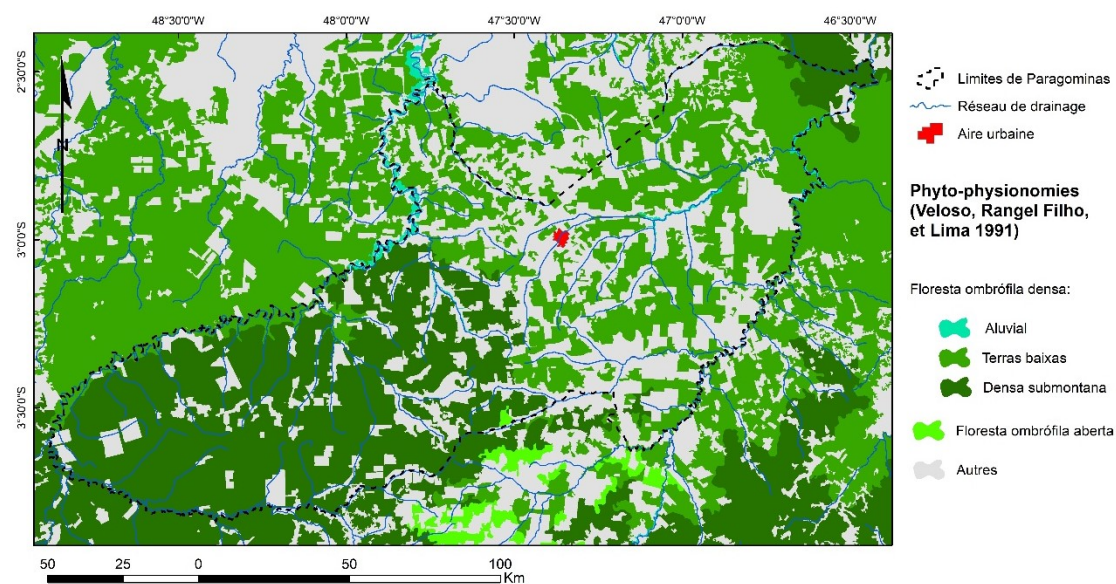 48°30'0"W 48°0'0"W 47°30'0"W 47°0'0"W 46°30'0"W
2°30'0"S
3°0'0"S
3°30'0"S
N
Limites de Paragominas
Réseau de drainage
Aire urbaine
Phyto-physionomies
(Veloso, Rangel Filho,
et Lima 1991)
Floresta ombrófila densa:
Aluvial
Terras baixas
Densa submontana
Floresta ombrófila aberta
Autres
50 25 0 50 100
Km